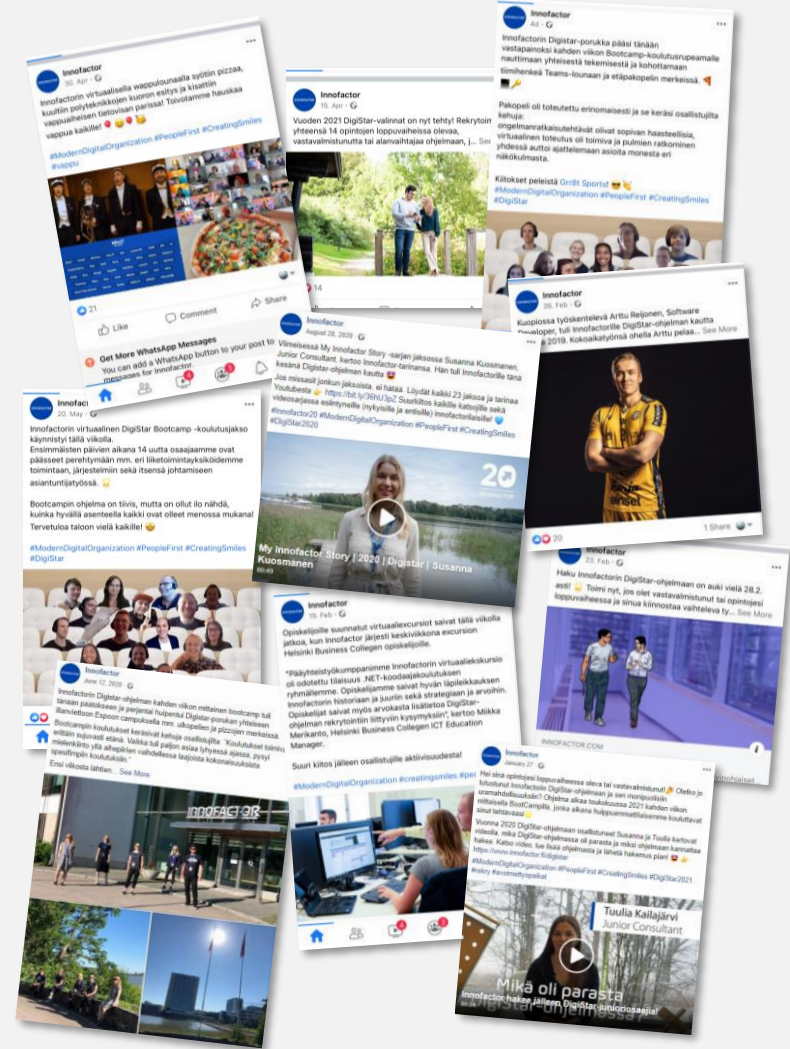 Innofactor
30. Apr
Innofactorin virtuaalisella wappulounaalla syötiin pizzaa,
kuultiin polyteknikkojen kuoron esitys ja kisattiin
vappuaiheisen tietovisan parissa! Toivotamme hauskaa
vappua kaikille!
#ModernDigitalOrganization #PeopleFirst #CreatingSmiles
#vappu
21
Like
Comment
Share
Get More WhatsApp Messages
You can add a WhatsApp button to your post to
messages for Innofactor.
Innofactor
15. Apr
Vuoden 2021 DigiStar-valinnat on nyt tehty! Rekrytoim
yhteensä 14 opintojen loppuvaiheissa olevaa,
vastavalmistunutta tai alanvaihtajaa ohjelmaan, j... See
14
Innofactor
4d
Innofactorin Digistar-porukka pääsi tänään
vastapainoksi kahden viikon Bootcamp-koulutusrupeamalle
nauttimaan yhteisestä tekemisestä ja kohottamaan
tiimihenkeä Teams-lounaan ja etäpakopelin merkeissä.
Pakopeli oli toteutettu erinomaisesti ja se keräsi osallistujilta
kehuja:
ongelmanratkaisutehtävät olivat sopivan haasteellisia,
virtuaalinen toteutus oli toimiva ja pulmien ratkominen
yhdessä auttoi ajattelemaan asioita monesta eri
näkökulmasta.
Kiitokset peleistä Grr8t Sports!
#ModernDigitalOrganization #PeopleFirst #CreatingSmiles
#DigiStar
Innofactor
26. Feb
Kuopiossa työskentelevä Arttu Reijonen, Software
Developer, tuli Innofactorille DigiStar-ohjelman kautta
2019. Kokoaikatyönsä ohella Arttu pelaa... See More
20
1 Share
Innofactor
August 28, 2020
Viimeisessä My Innofactor Story -sarjan jaksossa Susanna Kuosmanen,
Junior Consultant, kertoo Innofactor-tarinansa. Hän tuli Innofactorille tänä
kesänä Digistar-ohjelman kautta
Jos missasit jonkun jaksoista, ei hätää. Löydät kaikki 23 jaksoa ja tarinaa
Youtubesta https://bit.ly/36hU3pZ Suurkiitos kaikille katsojille sekä
videosarjassa esiintyneille (nykyisille ja entisille) innofactorilaisille!
#Innofactor20 #ModernDigitalOrganization #PeopleFirst #CreatingSmiles
#DigiStar2020
20
INNOFACTOR
My Innofactor Story | 2020 | Digistar | Susanna
Kuosmanen
00:49
Innofact
20. May
Innofactorin virtuaalinen DigiStar Bootcamp -koulutusjakso
käynnistyi tällä viikolla.
Ensimmäisten päivien aikana 14 uutta osaajaamme ovat
päässeet perehtymään mm. eri liiketoimintayksiköidemme
toimintaan, järjestelmiin sekä itsensä johtamiseen
asiantuntijatyössä.
Bootcampin ohjelma on tiivis, mutta on ollut ilo nähdä,
kuinka hyvällä asenteella kaikki ovat olleet menossa mukana!
Tervetuloa taloon vielä kaikille!
#ModernDigitalOrganization #PeopleFirst #CreatingSmiles
#DigiStar
Innofactor
23. Feb
Haku Innofactorin DigiStar-ohjelmaan on auki vielä 28.2.
asti! Toimi nyt, jos olet vastavalmistunut tai opintojesi
loppuvaiheessa ja sinua kiinnostaa vaihteleva ty... See More
INNOFACTOR.COM
Innofactor
19. Feb
Opiskelijoille suunnatut virtuaaliexcursiot saivat tällä viikolla
jatkoa, kun Innofactor järjesti keskiviikkona excursion
Helsinki Business Collegen opiskelijoille.
"Pääyhteistyökumppanimme Innofactorin virtuaaliekskursio
oli odotettu tilaisuus .NET-koodaajakoulutuksen
ryhmällemme. Opiskelijamme saivat hyvän läpileikkauksen
Innofactorin historiaan ja juuriin sekä strategiaan ja arvoihin.
Opiskelijat saivat myös arvokasta lisätietoa DigiStar-
ohjelman rekrytointiin liittyviin kysymyksiin", kertoo Miikka
Merikanto, Helsinki Business Collegen ICT Education
Manager.
Suuri kiitos jälleen osallistujille aktiivisuudesta!
#ModernDigitalOrganization #creatingsmiles
Innofactor
June 12, 2020
Innofactorin Digistar-ohjelman kahden viikon mittainen bootcamp tuli
tänään päätökseen ja perjantai huipentui Digistar-porukan yhteiseen
illanviettoon Espoon campuksella mm. ulkopelien ja pizzojen merkeissä.
Bootcampin koulutukset keräsivät kehuja osallistujilta. "Koulutukset toimivat
erittäin sujuvasti etänä. Vaikka tuli paljon asiaa lyhyessä ajassa, pysyi
mielenkiinto yllä aihepiirien vaihdellessa laajoista kokonaisuuksista
spesifimpiin koulutuksiin."
Ensi viikosta lähtien... See More
INNOFACTOR
Innofactor
January 27
Hei sinä opintojesi loppuvaiheessa oleva tai vastavalmistunut! Oletko jo
tutustunut Innofactorin DigiStar-ohjelmaan ja sen monipuolisiin
uramahdollisuuksiin? Ohjelma alkaa toukokuussa 2021 kahden viikon
mittaisella BootCampilla, jonka aikana huippuammattilaisemme kouluttavat
sinut tehtävääsi
Vuonna 2020 DigiStar-ohjelmaan osallistuneet Susanna ja Tuulia kertovat
videolla, mikä DigiStar-ohjelmassa oli parasta ja miksi ohjelmaan kannattaa
hakea. Katso video, lue lisää ohjelmasta ja lähetä hakemus pian!
https://www.innofactor.fi/digistar
#ModernDigitalOrganization #PeopleFirst #CreatingSmiles #DigiStar2021
#rekry #avoimettyöpaikat
Tuulia Kailajärvi
Junior Consultant
Mikä oli parasta
DigiStar-ohjelmassa?
Innofactor hakee jälleen DigiStar-junioriosaajia!